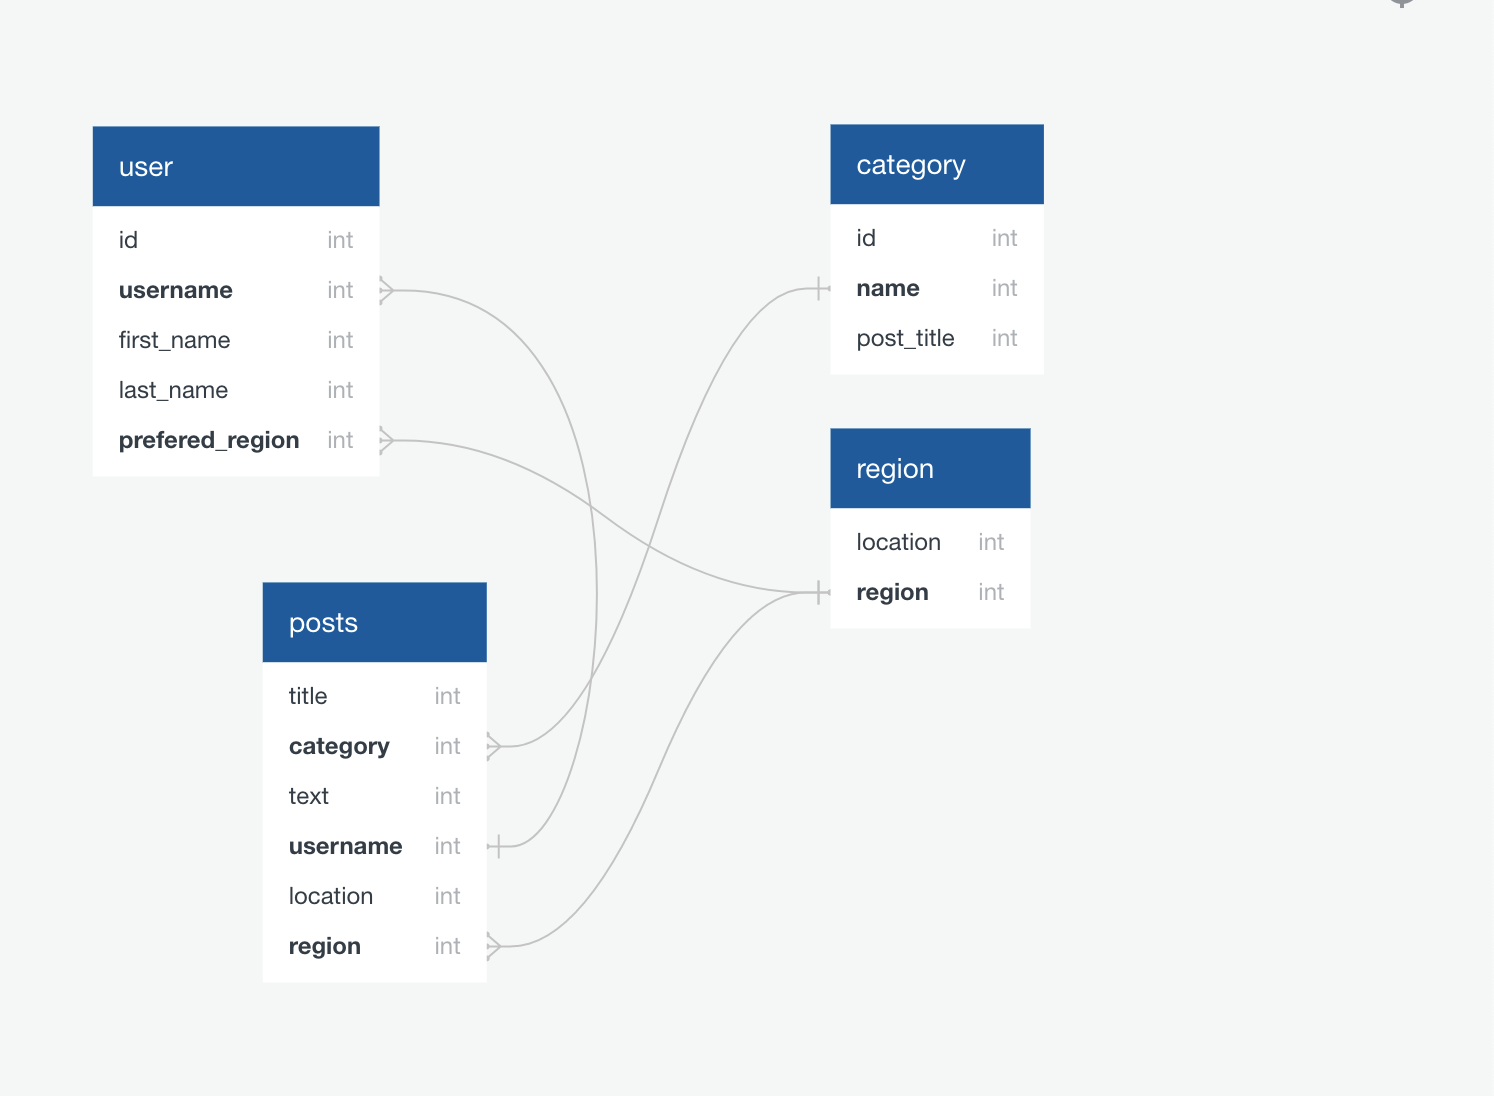 user
id int
username int
first_name int
last_name int
prefered_region int
category
id int
name int
post_title int
region
location int
region int
posts
title int
category int
text int
username int
location int
region int